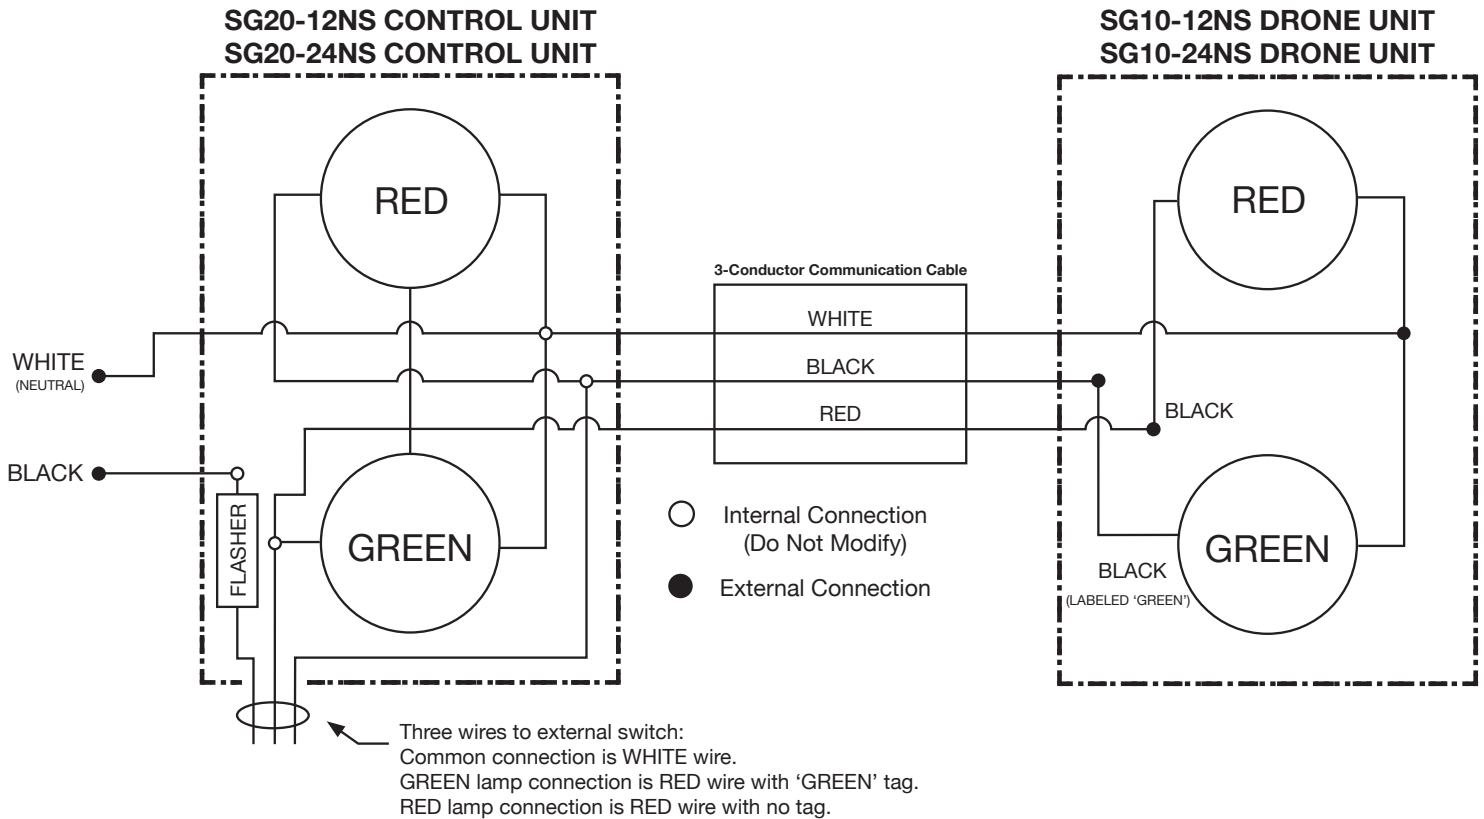 SG20-12NS CONTROL UNIT
SG20-24NS CONTROL UNIT
SG10-12NS DRONE UNIT
SG10-24NS DRONE UNIT
RED
RED
3-Conductor Communication Cable
WHITE
WHITE
(NEUTRAL)
BLACK
RED
BLACK
BLACK
FLASHER
GREEN
Internal Connection
(Do Not Modify)
External Connection
GREEN
BLACK
(LABELED ‘GREEN’)
Three wires to external switch:
Common connection is WHITE wire.
GREEN lamp connection is RED wire with ‘GREEN’ tag.
RED lamp connection is RED wire with no tag.